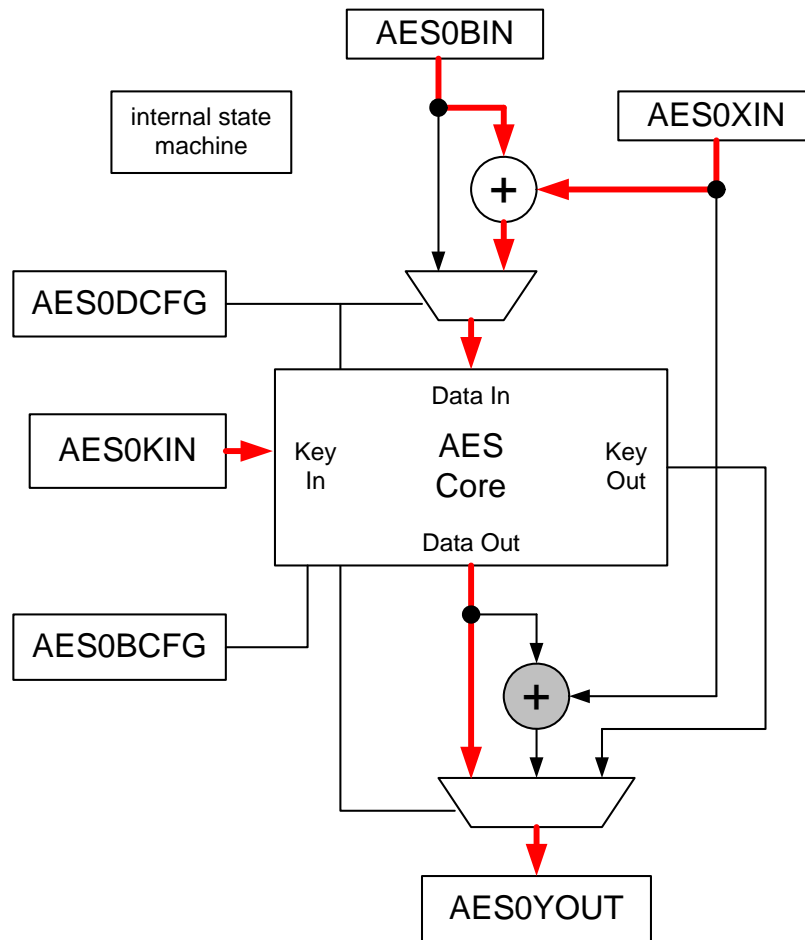 AES0BIN
internal state
machine
AES0XIN
+
AES0DCFG
Data In
AES0KIN
Key
In
AES
Core
Key
Out
Data Out
AES0BCFG
+
AES0YOUT